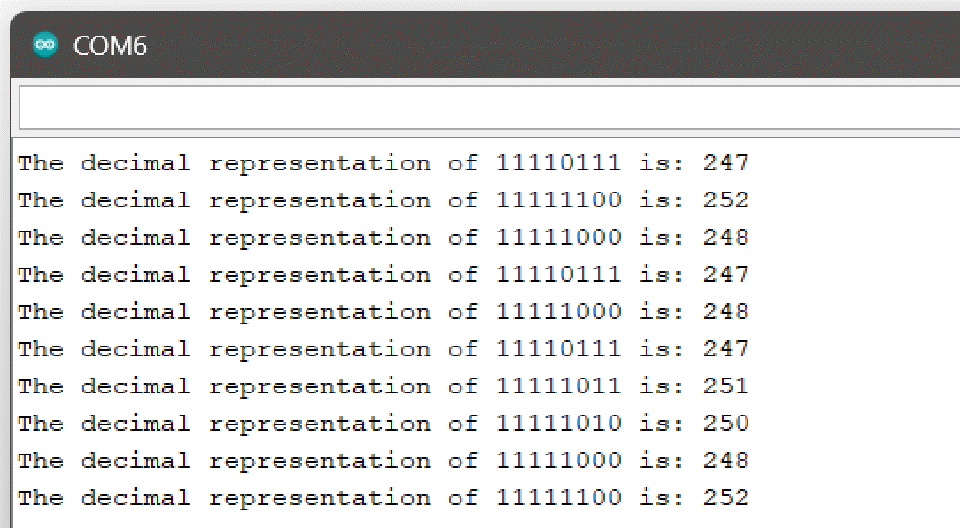 COM6
The decimal representation of 11110111 is: 247
The decimal representation of 11111100 is: 252
The decimal representation of 11111000 is: 248
The decimal representation of 11110111 is: 247
The decimal representation of 11111000 is: 248
The decimal representation of 11110111 is: 247
The decimal representation of 11111011 is: 251
The decimal representation of 11111010 is: 250
The decimal representation of 11111000 is: 248
The decimal representation of 11111100 is: 252